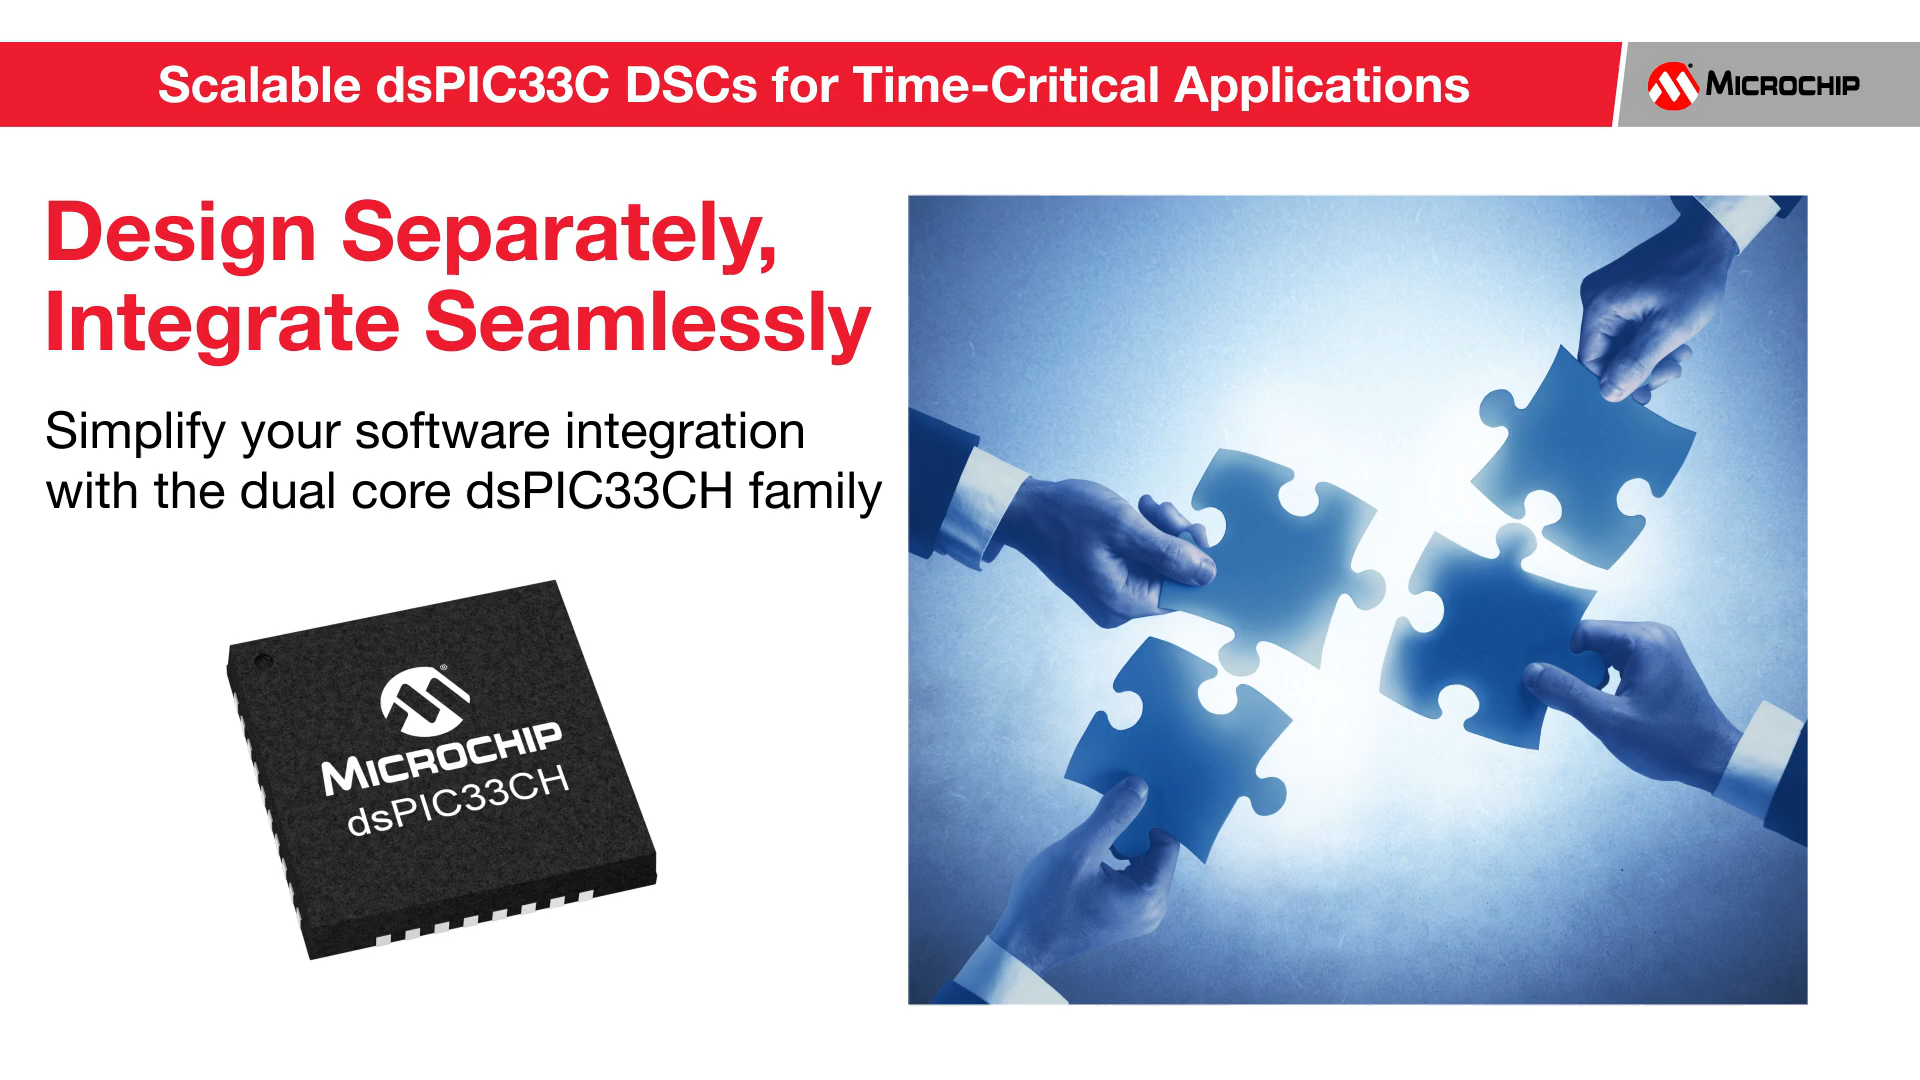 Scalable dsPIC33C DSCs for Time-Critical Applications
MICROCHIP
Design Separately,
Integrate Seamlessly
Simplify your software integration
with the dual core dsPIC33CH family
MICROCHIP
dsPIC33CH